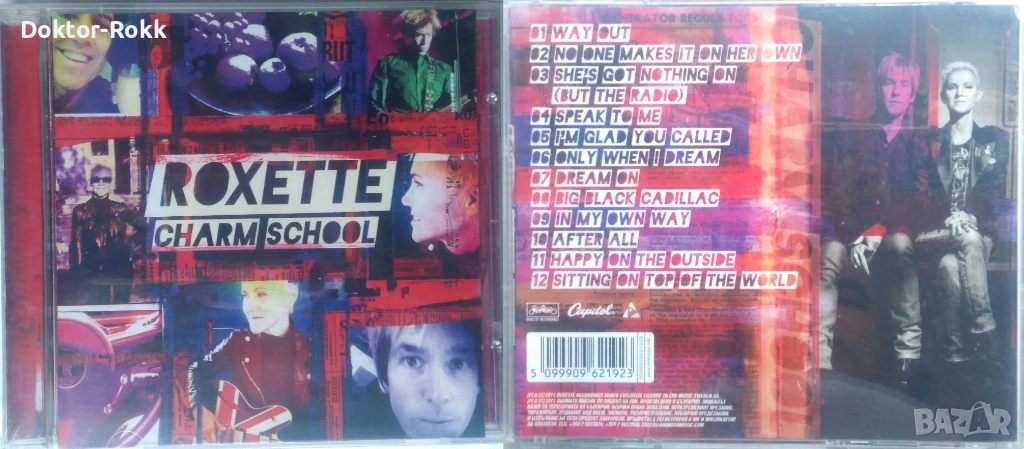 Doktor-Rokk
ROXETTE
CHARM SCHOOL
GENERATOR REGULAT
01 WAY OUT
02 NO ONE MAKES IT ON HER OWN
03 SHE'S GOT NOTHING ON
(BUT THE RADIO)
04 SPEAK TO ME
05 I'M GLAD YOU CALLED
06 ONLY WHEN I DREAM
07 DREAM ON
08 BIG BLACK CADILLAC
09 IN MY OWN WAY
10 AFTER ALL
11 HAPPY ON THE OUTSIDE
12 SITTING ON TOP OF THE WORLD
Capitol
5 099909 621923
BAZAR